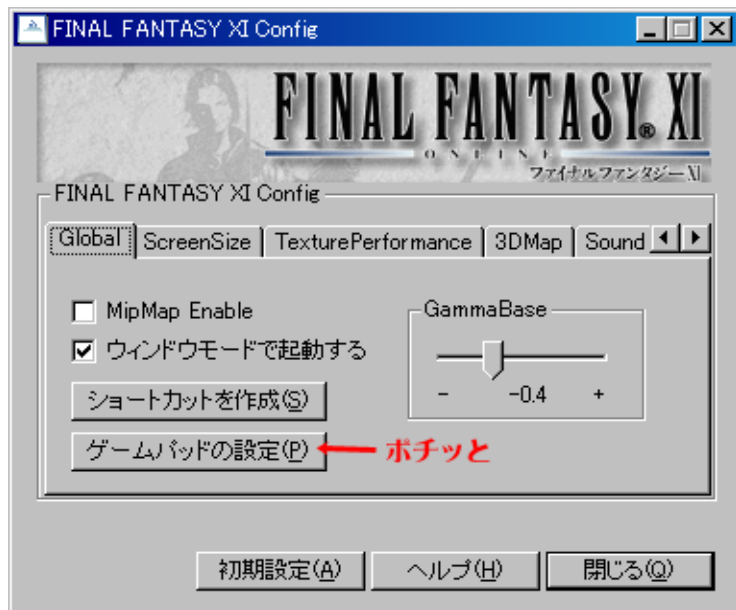 FINAL FANTASY XI Config
FINAL FANTASY® XI
ONLINE
ファイナルファンタジーXI
FINAL FANTASY XI Config
Global ScreenSize TexturePerformance 3DMap Sound
MipMap Enable
GammaBase
ウィンドウモードで起動する
ショートカットを作成(S)
- -0.4 +
ゲームパッドの設定(P) ポチッと
初期設定(A) ヘルプ(H) 閉じる(Q)